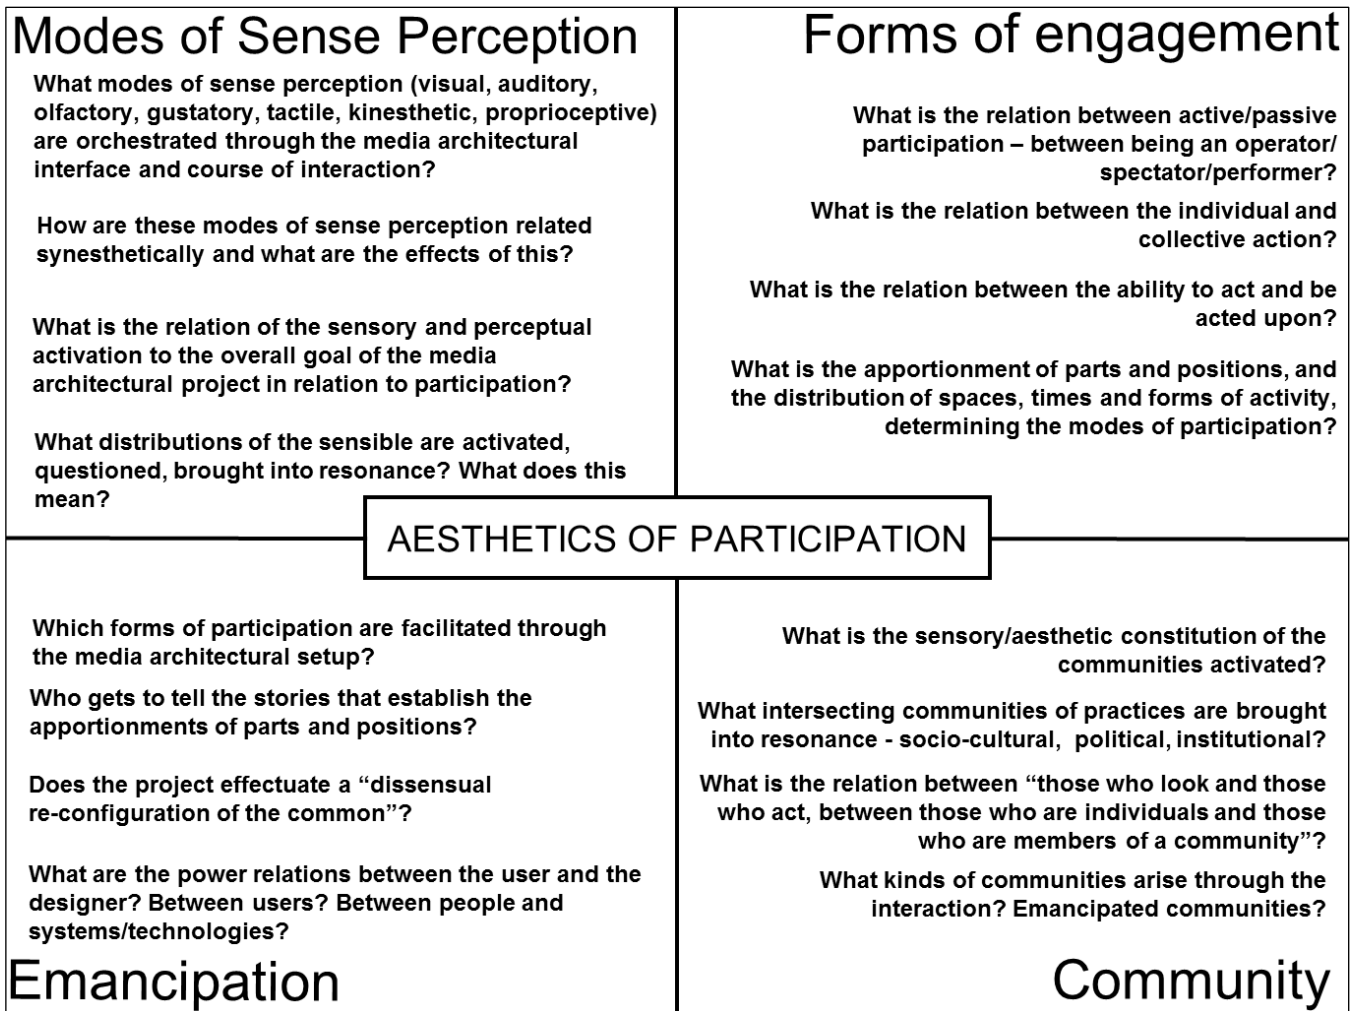 Modes of Sense Perception
What modes of sense perception (visual, auditory,
olfactory, gustatory, tactile, kinesthetic, proprioceptive)
are orchestrated through the media architectural
interface and course of interaction?
How are these modes of sense perception related
synesthetically and what are the effects of this?
What is the relation of the sensory and perceptual
activation to the overall goal of the media
architectural project in relation to participation?
What distributions of the sensible are activated,
questioned, brought into resonance? What does this
mean?
Forms of engagement
What is the relation between active/passive
participation – between being an operator/
spectator/performer?
What is the relation between the individual and
collective action?
What is the relation between the ability to act and be
acted upon?
What is the apportionment of parts and positions, and
the distribution of spaces, times and forms of activity,
determining the modes of participation?
AESTHETICS OF PARTICIPATION
Which forms of participation are facilitated through
the media architectural setup?
Who gets to tell the stories that establish the
apportionments of parts and positions?
Does the project effectuate a “dissensual
re-configuration of the common”?
What are the power relations between the user and the
designer? Between users? Between people and
systems/technologies?
Emancipation
What is the sensory/aesthetic constitution of the
communities activated?
What intersecting communities of practices are brought
into resonance - socio-cultural, political, institutional?
What is the relation between “those who look and those
who act, between those who are individuals and those
who are members of a community”?
What kinds of communities arise through the
interaction? Emancipated communities?
Community